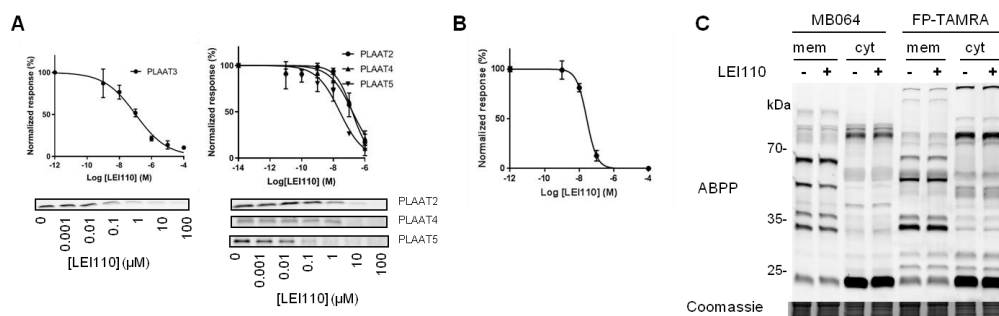 A
Normalized response (%)
100
50
0
-12
-10
-8
-6
-4
Log [LEI110] (M)
PLAAT3
0
0.001
0.01
0.1
1
10
100
[LEI110] (µM)
Normalized response (%)
100
50
0
-14
-12
-10
-8
-6
Log[LEI110] (M)
PLAAT2
PLAAT4
PLAAT5
PLAAT2
PLAAT4
PLAAT5
0
0.001
0.01
0.1
1
10
100
[LEI110] (µM)
B
Normalized response (%)
100
50
0
-12
-10
-8
-6
-4
Log[LEI110] (M)
C
MB064 FP-TAMRA
mem cyt mem cyt
LEI110 - + - + - + - +
kDa
70-
ABPP
35-
25-
Coomassie